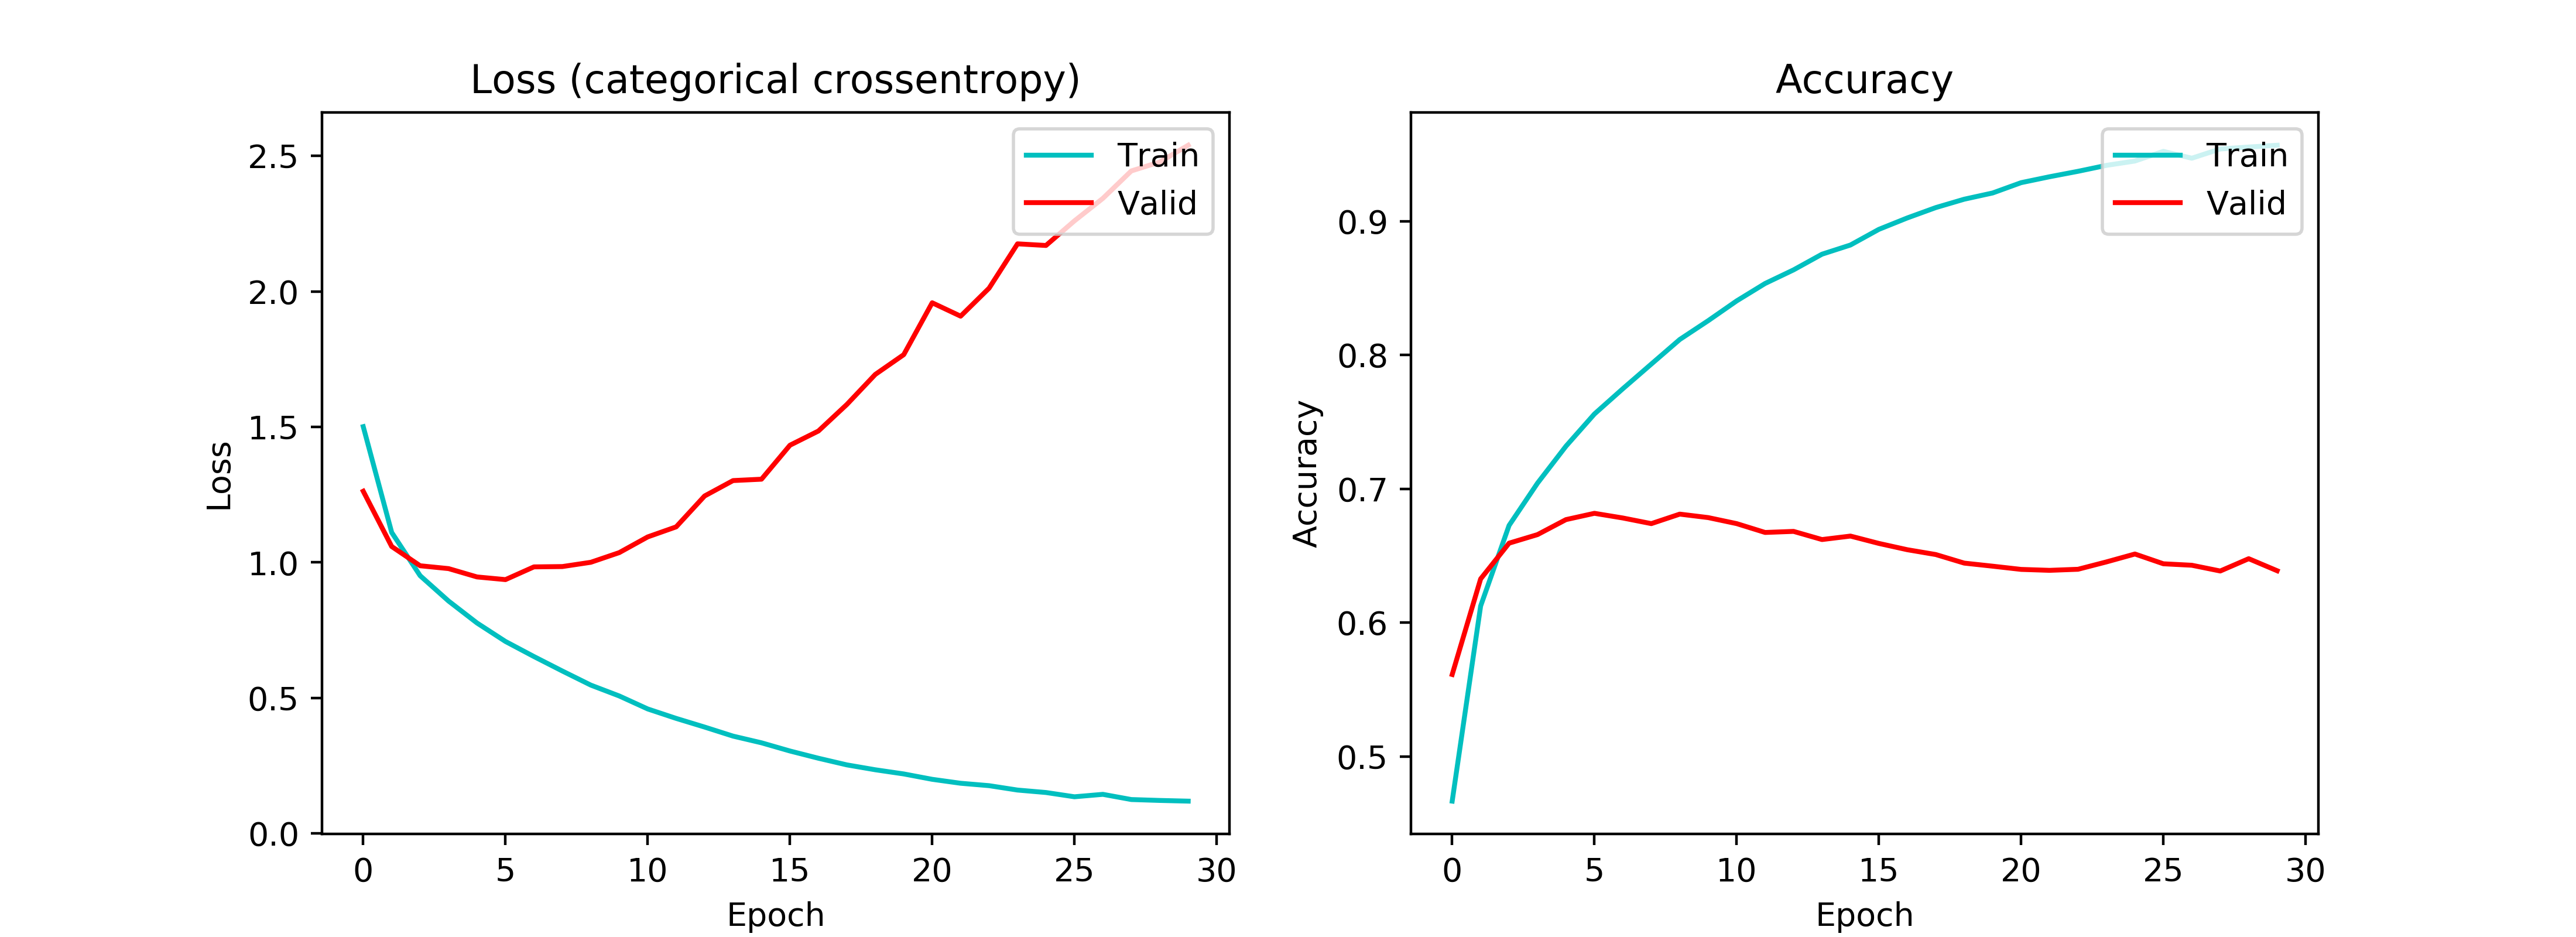 Loss (categorical crossentropy)
Train
Valid
Loss
2.5
2.0
1.5
1.0
0.5
0.0
0 5 10 15 20 25 30
Epoch
Accuracy
Train
Valid
Accuracy
0.9
0.8
0.7
0.6
0.5
0 5 10 15 20 25 30
Epoch